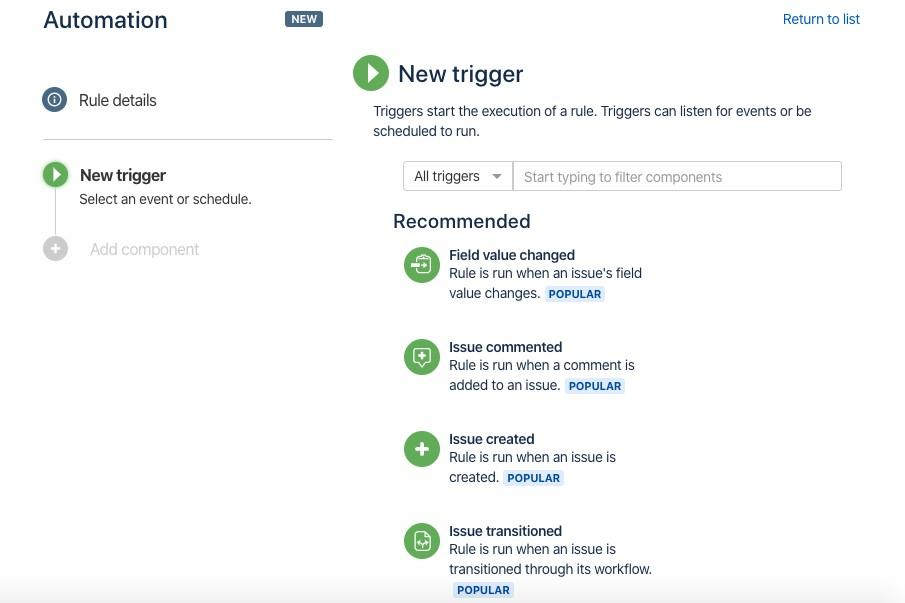 Automation
NEW
Return to list
Rule details
New trigger
Select an event or schedule.
Add component
New trigger
Triggers start the execution of a rule. Triggers can listen for events or be
scheduled to run.
All triggers
Start typing to filter components
Recommended
Field value changed
Rule is run when an issue's field
value changes. POPULAR
Issue commented
Rule is run when a comment is
added to an issue. POPULAR
Issue created
Rule is run when an issue is
created. POPULAR
Issue transitioned
Rule is run when an issue is
transitioned through its workflow.
POPULAR